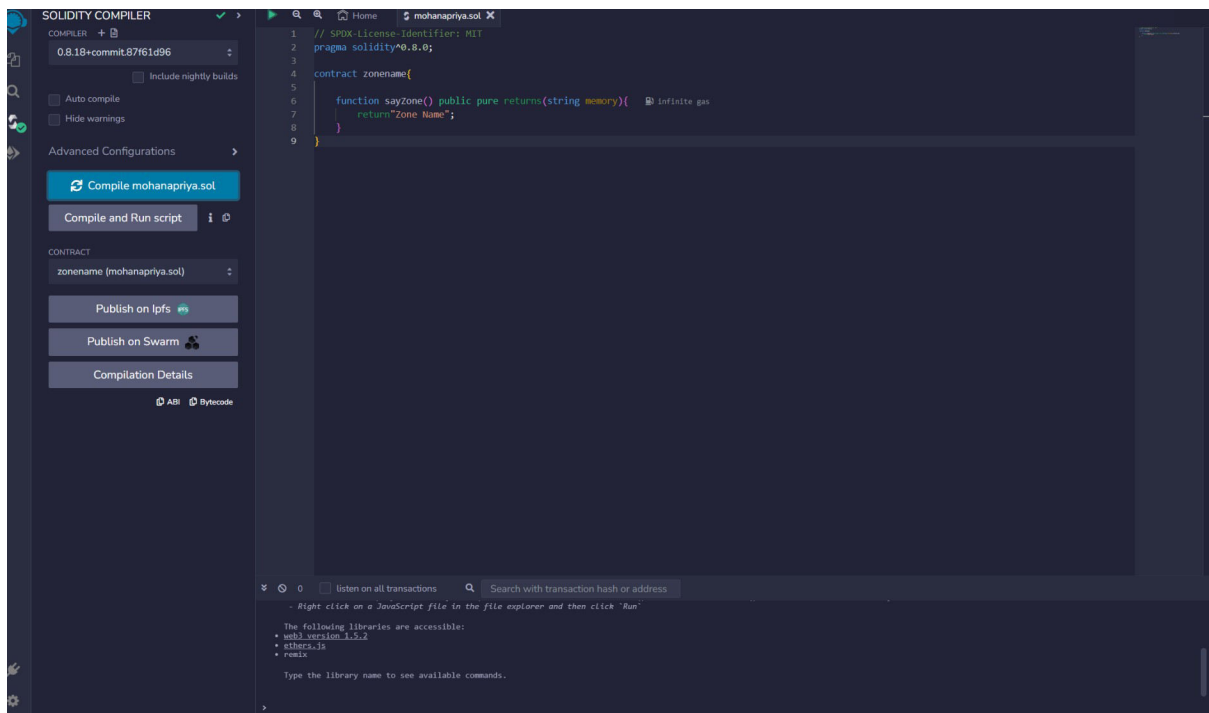 SOLIDITY COMPILER
COMPILER +
0.8.18+commit.87f61d96
Include nightly builds
Auto compile
Hide warnings
Advanced Configurations
Compile mohanapriya.sol
Compile and Run script
CONTRACT
zonename (mohanapriya.sol)
Publish on Ipfs
Publish on Swarm
Compilation Details
ABI Bytecode
Home mohanapriya.sol
1 // SPDX-License-Identifier: MIT
2 pragma solidity^0.8.0;
3
4 contract zonename{
5
6 function sayZone() public pure returns(string memory){ infinite gas
7 return"Zone Name";
8 }
9 }
0 listen on all transactions Search with transaction hash or address
- Right click on a JavaScript file in the file explorer and then click `Run`
The following libraries are accessible:
• web3 version 1.5.2
• ethers.js
• remix
Type the library name to see available commands.
>